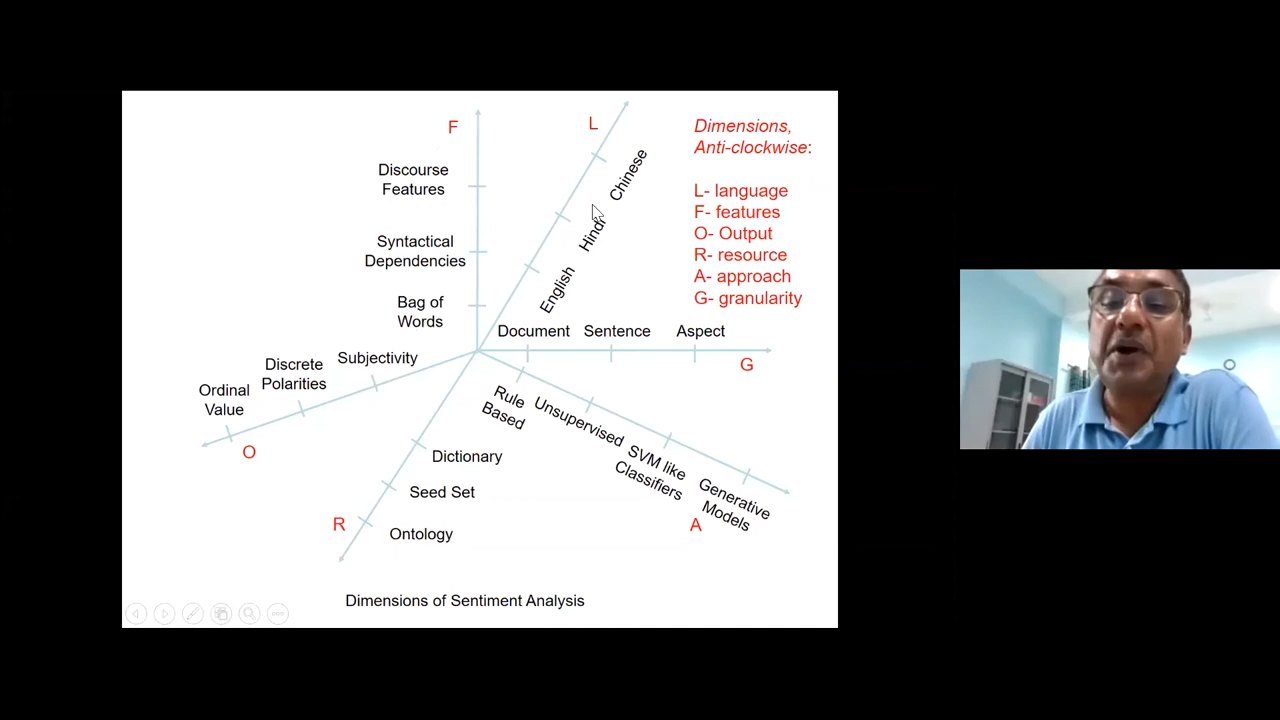 F
L
Dimensions,
Anti-clockwise:
L- language
F- features
O- Output
R- resource
A- approach
G- granularity
Discourse
Features
Syntactical
Dependencies
Bag of
Words
Chinese
Hindi
English
Document Sentence Aspect
G
Subjectivity
Discrete
Polarities
Ordinal
Value
O
Rule
Based
Unsupervised
SVM like
Classifiers
Generative
Models
A
Dictionary
Seed Set
Ontology
R
Dimensions of Sentiment Analysis